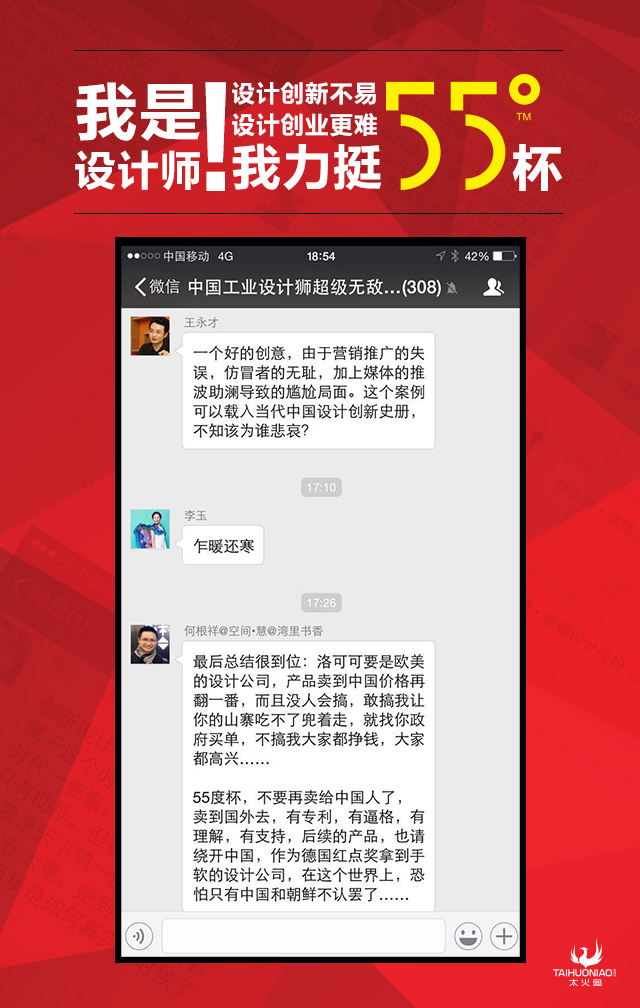 我是
设计师
!
设计创新不易
设计创业更难
我力挺
55°
TM
杯
中国移动 4G
18:54
42%
微信
中国工业设计狮超级无敌...(308)
王永才
一个好的创意，由于营销推广的失
误，仿冒者的无耻，加上媒体的推
波助澜导致的尴尬局面。这个案例
可以载入当代中国设计创新史册，
不知该为谁悲哀？
17:10
李玉
乍暖还寒
17:26
何根祥@空间•慧@湾里书香
最后总结很到位：洛可可要是欧美
的设计公司，产品卖到中国价格再
翻一番，而且没人会搞，敢搞我让
你的山寨吃不了兜着走，就找你政
府买单，不搞我大家都挣钱，大家
都高兴……
55度杯，不要再卖给中国人了，
卖到国外去，有专利，有逼格，有
理解，有支持，后续的产品，也请
绕开中国，作为德国红点奖拿到手
软的设计公司，在这个世界上，恐
怕只有中国和朝鲜不认罢了……
TAIHUONIAO
太火鸟